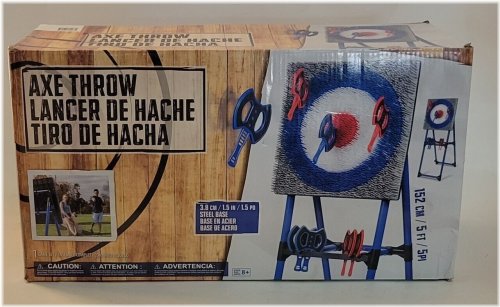 AXE THROW
LANCER DE HACHE
TIRO DE HACHA
AXE THROW
LANCER DE HACHE
TIRO DE HACHA
3.8 CM / 1.5 IN / 1.5 PO
STEEL BASE
BASE EN ACIER
BASE DE ACERO
152 CM / 5 FT / 5PI
CAUTION:
ATTENTION :
ADVERTENCIA:
8+